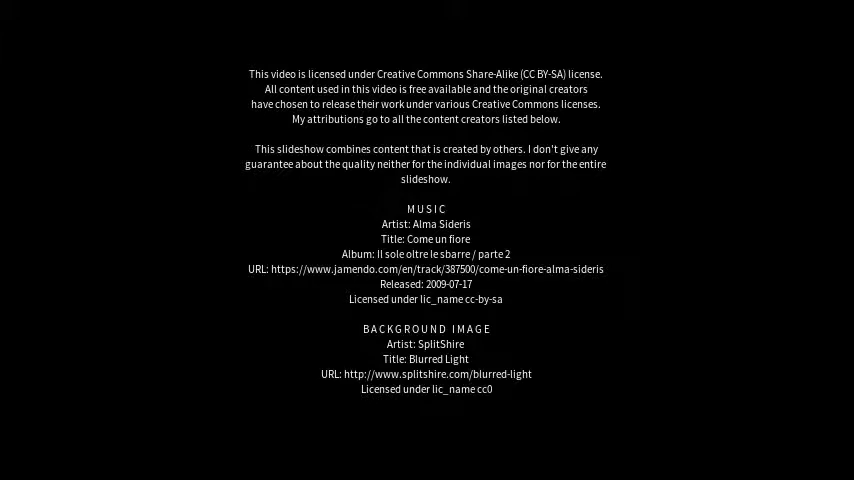 This video is licensed under Creative Commons Share-Alike (CC BY-SA) license.
All content used in this video is free available and the original creators
have chosen to release their work under various Creative Commons licenses.
My attributions go to all the content creators listed below.
This slideshow combines content that is created by others. I don't give any
guarantee about the quality neither for the individual images nor for the entire
slideshow.
MUSIC
Artist: Alma Sideris
Title: Come un fiore
Album: Il sole oltre le sbarre / parte 2
URL: https://www.jamendo.com/en/track/387500/come-un-fiore-alma-sideris
Released: 2009-07-17
Licensed under lic_name cc-by-sa
BACKGROUND IMAGE
Artist: SplitShire
Title: Blurred Light
URL: http://www.splitshire.com/blurred-light
Licensed under lic_name cc0